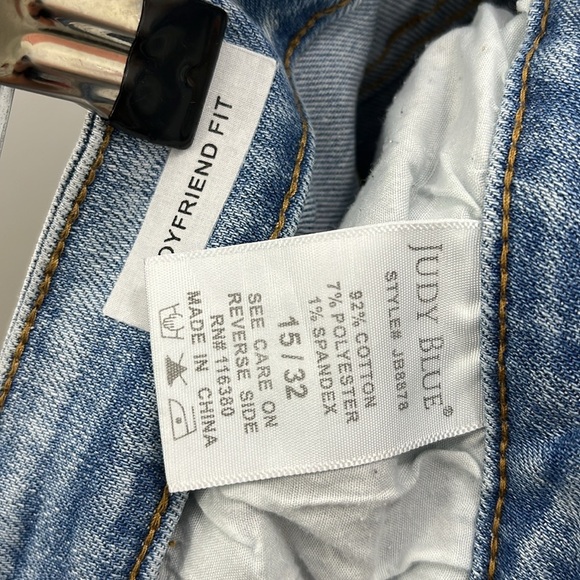 OYFRIEND FIT
JUDY BLUE®
STYLE# JB8878
92% COTTON
7% POLYESTER
1% SPANDEX
15 / 32
SEE CARE ON
REVERSE SIDE
RN#116380
MADE IN CHINA